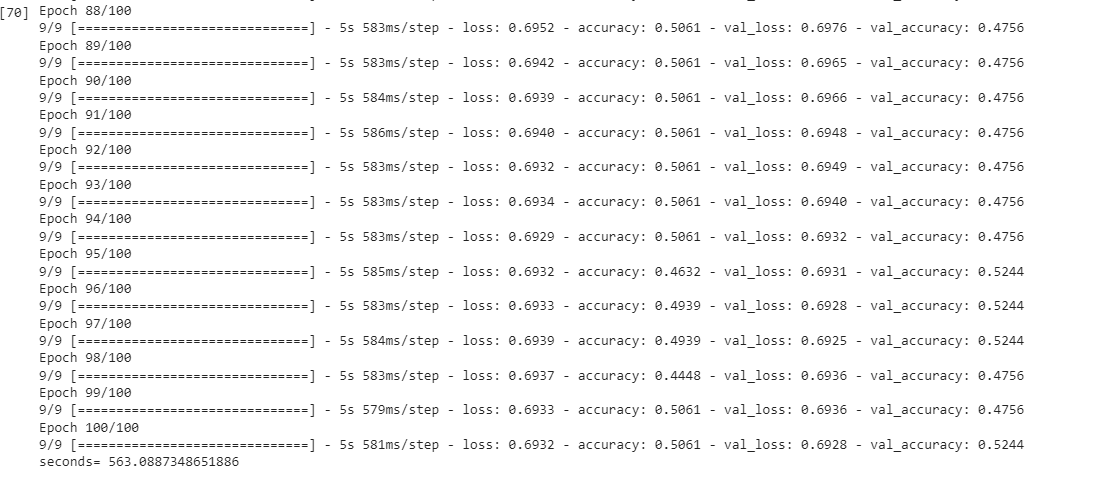 [70] Epoch 88/100
9/9 [==============================] - 5s 583ms/step - loss: 0.6952 - accuracy: 0.5061 - val_loss: 0.6976 - val_accuracy: 0.4756
Epoch 89/100
9/9 [==============================] - 5s 583ms/step - loss: 0.6942 - accuracy: 0.5061 - val_loss: 0.6965 - val_accuracy: 0.4756
Epoch 90/100
9/9 [==============================] - 5s 584ms/step - loss: 0.6939 - accuracy: 0.5061 - val_loss: 0.6966 - val_accuracy: 0.4756
Epoch 91/100
9/9 [==============================] - 5s 586ms/step - loss: 0.6940 - accuracy: 0.5061 - val_loss: 0.6948 - val_accuracy: 0.4756
Epoch 92/100
9/9 [==============================] - 5s 583ms/step - loss: 0.6932 - accuracy: 0.5061 - val_loss: 0.6949 - val_accuracy: 0.4756
Epoch 93/100
9/9 [==============================] - 5s 583ms/step - loss: 0.6934 - accuracy: 0.5061 - val_loss: 0.6940 - val_accuracy: 0.4756
Epoch 94/100
9/9 [==============================] - 5s 583ms/step - loss: 0.6929 - accuracy: 0.5061 - val_loss: 0.6932 - val_accuracy: 0.4756
Epoch 95/100
9/9 [==============================] - 5s 585ms/step - loss: 0.6932 - accuracy: 0.4632 - val_loss: 0.6931 - val_accuracy: 0.5244
Epoch 96/100
9/9 [==============================] - 5s 583ms/step - loss: 0.6933 - accuracy: 0.4939 - val_loss: 0.6928 - val_accuracy: 0.5244
Epoch 97/100
9/9 [==============================] - 5s 584ms/step - loss: 0.6939 - accuracy: 0.4939 - val_loss: 0.6925 - val_accuracy: 0.5244
Epoch 98/100
9/9 [==============================] - 5s 583ms/step - loss: 0.6937 - accuracy: 0.4448 - val_loss: 0.6936 - val_accuracy: 0.4756
Epoch 99/100
9/9 [==============================] - 5s 579ms/step - loss: 0.6933 - accuracy: 0.5061 - val_loss: 0.6936 - val_accuracy: 0.4756
Epoch 100/100
9/9 [==============================] - 5s 581ms/step - loss: 0.6932 - accuracy: 0.5061 - val_loss: 0.6928 - val_accuracy: 0.5244
seconds= 563.0887348651886